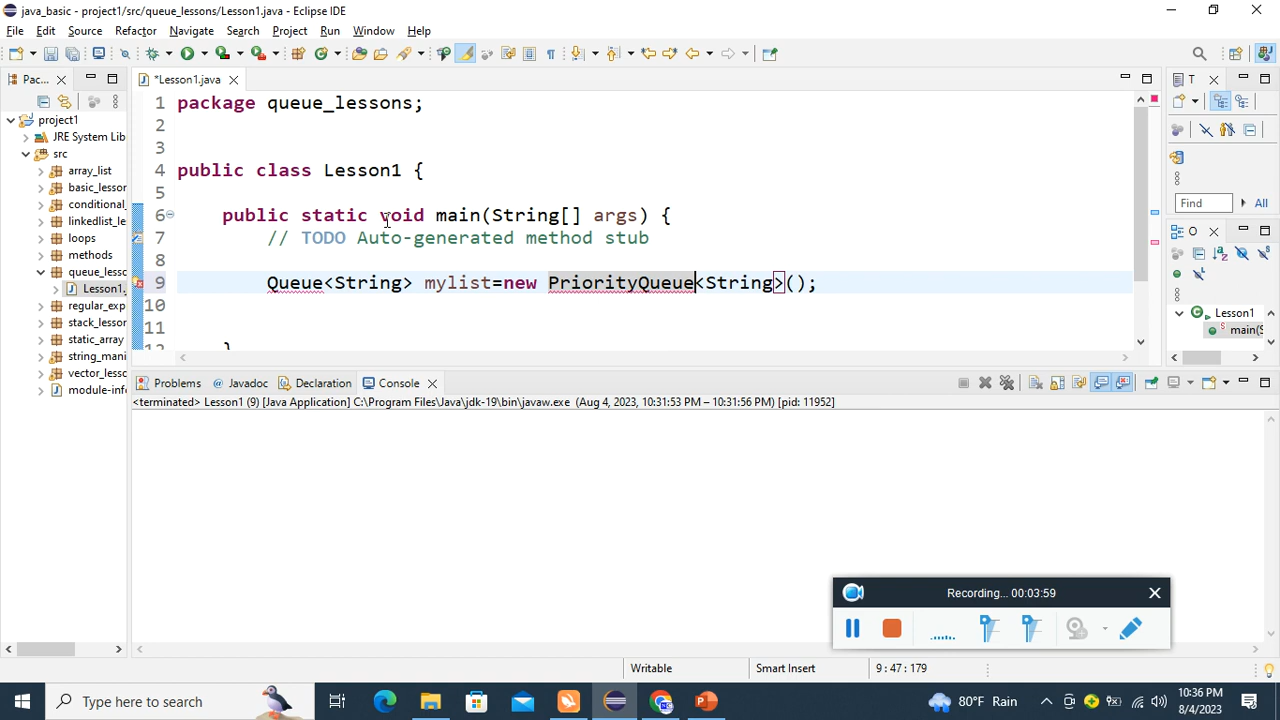 java_basic - project1/src/queue_lessons/Lesson1.java - Eclipse IDE
File Edit Source Refactor Navigate Search Project Run Window Help
Pac...
*Lesson1.java
T
project1
JRE System Lib
src
array_list
basic_lesson
conditional_
linkedlist_le
loops
methods
queue_lesso
Lesson1.
regular_exp
stack_lesson
static_array
string_mani
vector_lesso
module-info
1 package queue_lessons;
2
3
4 public class Lesson1 {
5
6 public static void main(String[] args) {
7 // TODO Auto-generated method stub
8
9 Queue<String> mylist=new PriorityQueue<String>();
10
11
12 }
Find
All
O
Lesson1
main(S
Problems Javadoc Declaration Console
<terminated> Lesson1 (9) [Java Application] C:\Program Files\Java\jdk-19\bin\javaw.exe (Aug 4, 2023, 10:31:53 PM – 10:31:56 PM) [pid: 11952]
Recording... 00:03:59
Writable Smart Insert 9 : 47 : 179
Type here to search
80°F Rain
10:36 PM
8/4/2023